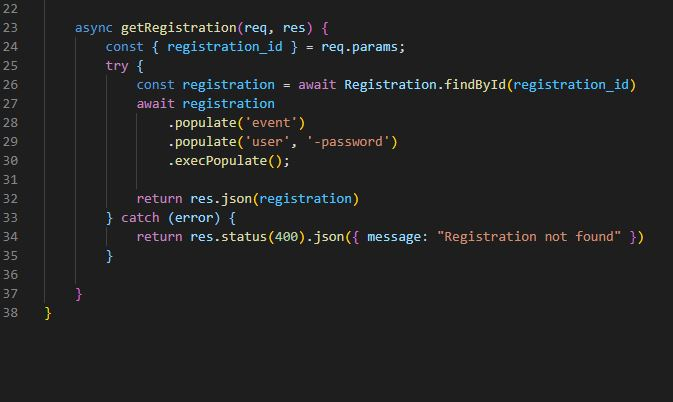 22
23 async getRegistration(req, res) {
24 const { registration_id } = req.params;
25 try {
26 const registration = await Registration.findById(registration_id)
27 await registration
28 .populate('event')
29 .populate('user', '-password')
30 .execPopulate();
31
32 return res.json(registration)
33 } catch (error) {
34 return res.status(400).json({ message: "Registration not found" })
35 }
36
37 }
38 }